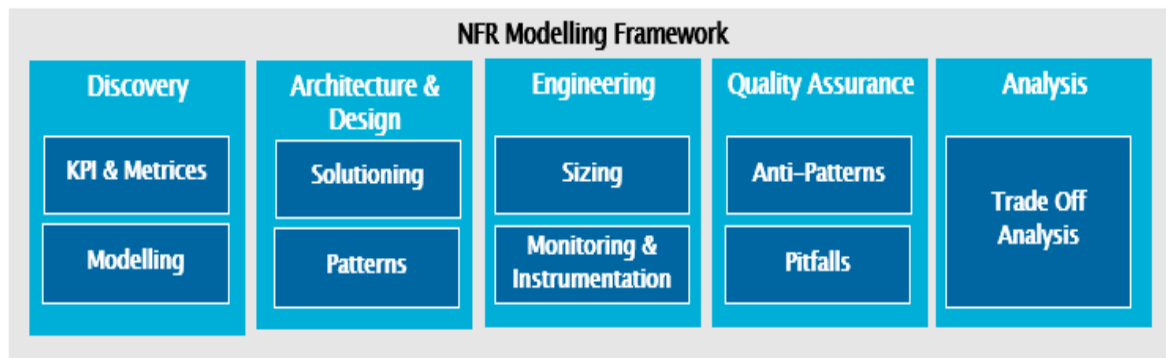 NFR Modelling Framework
Discovery
KPI & Metrices
Modelling
Architecture &
Design
Solutioning
Patterns
Engineering
Sizing
Monitoring &
Instrumentation
Quality Assurance
Anti-Patterns
Pitfalls
Analysis
Trade Off
Analysis